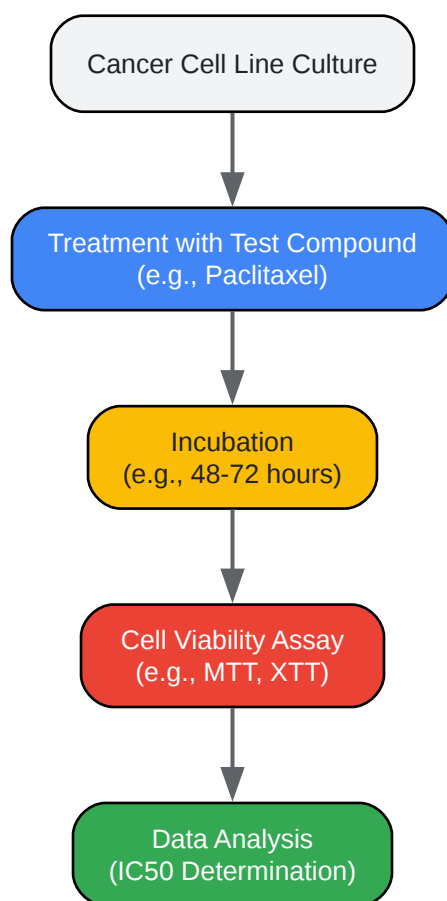 Cancer Cell Line Culture
Treatment with Test Compound
(e.g., Paclitaxel)
Incubation
(e.g., 48-72 hours)
Cell Viability Assay
(e.g., MTT, XTT)
Data Analysis
(IC50 Determination)